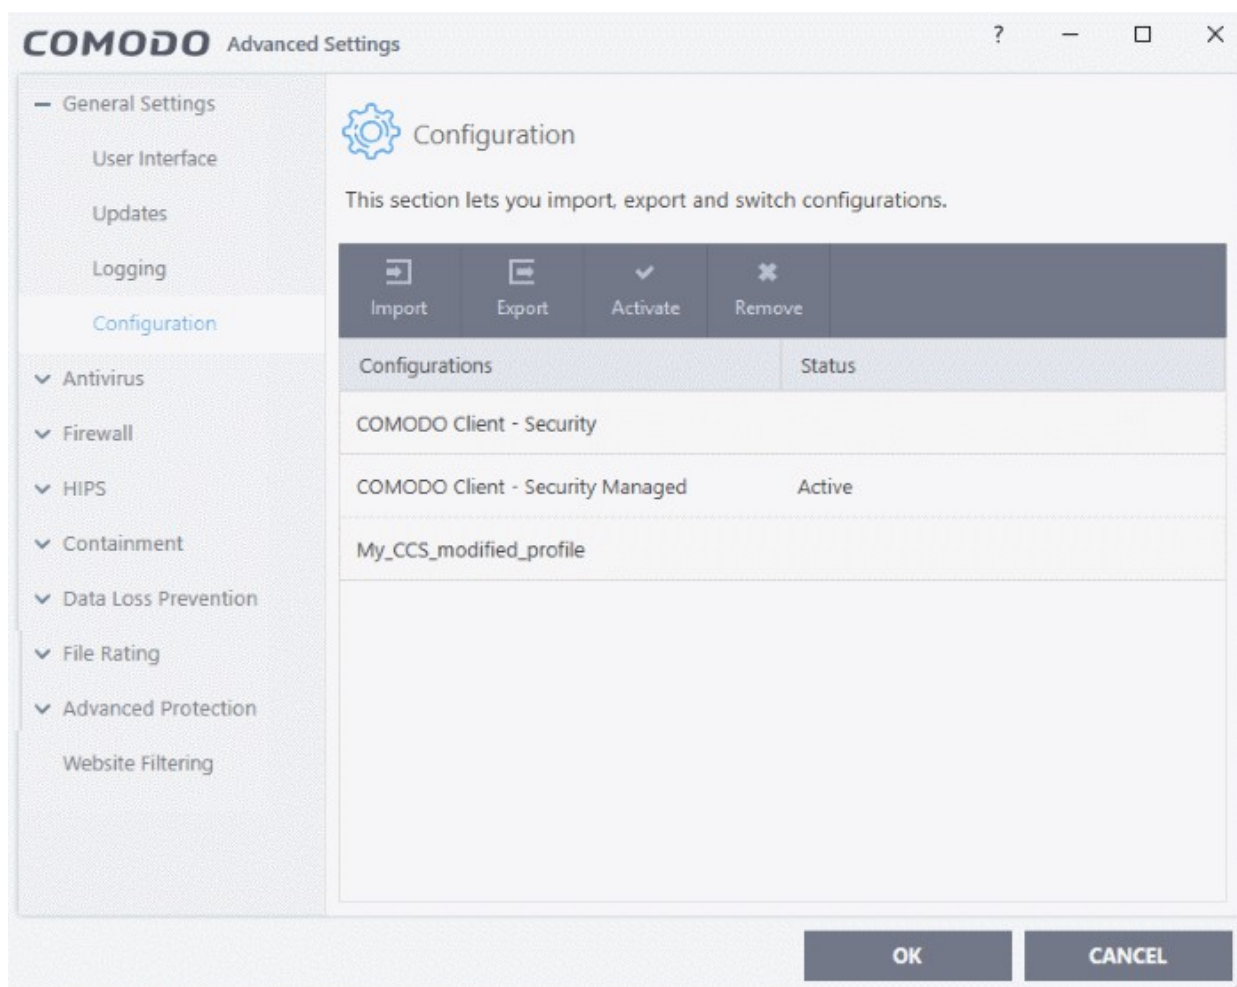 COMODO Advanced Settings ?
General Settings
User Interface
Updates
Logging
Configuration
Antivirus
Firewall
HIPS
Containment
Data Loss Prevention
File Rating
Advanced Protection
Website Filtering
Configuration
This section lets you import, export and switch configurations.
Import Export Activate Remove
Configurations Status
COMODO Client - Security
COMODO Client - Security Managed Active
My_CCS_modified_profile
OK CANCEL